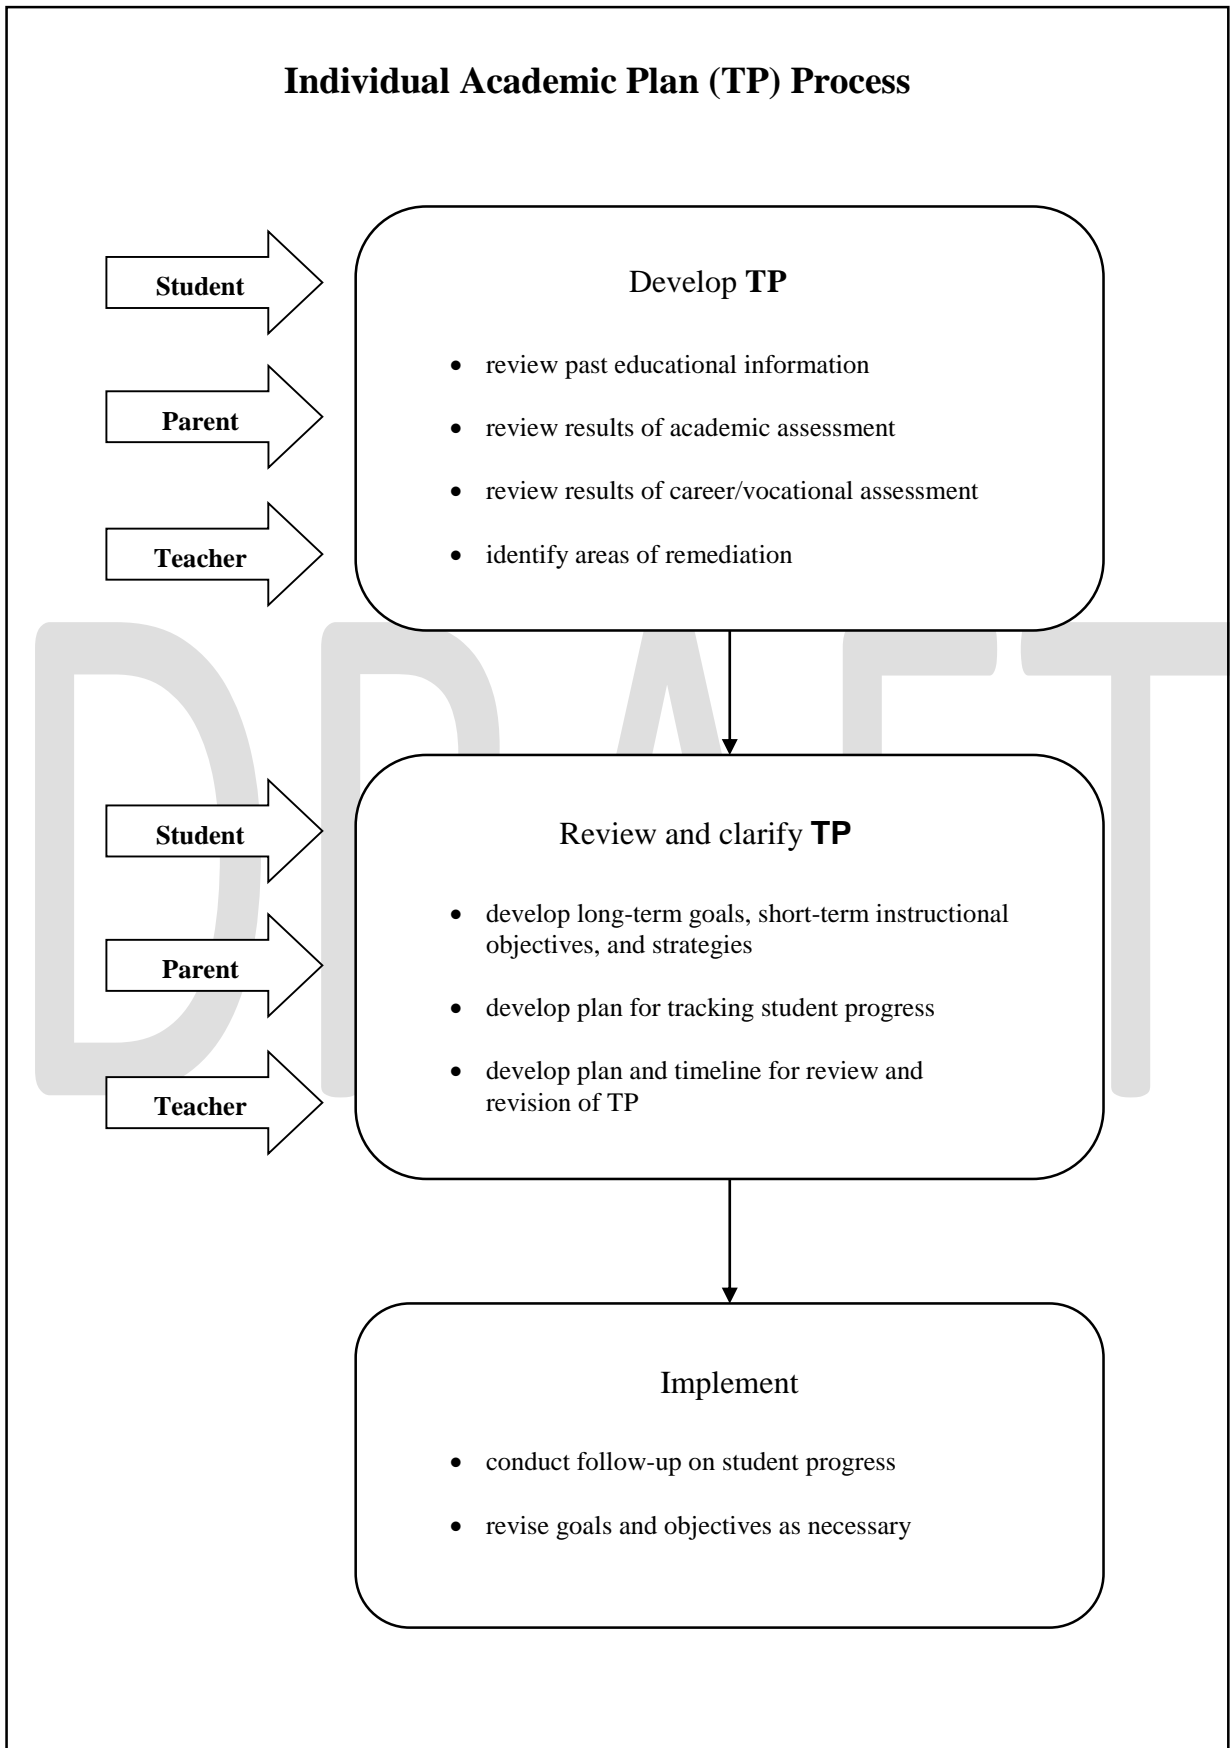 Individual Academic Plan (TP) Process
Student
Parent
Teacher
Develop TP
• review past educational information
• review results of academic assessment
• review results of career/vocational assessment
• identify areas of remediation
DRAFT
Student
Parent
Teacher
Review and clarify TP
• develop long-term goals, short-term instructional
objectives, and strategies
• develop plan for tracking student progress
• develop plan and timeline for review and
revision of TP
Implement
• conduct follow-up on student progress
• revise goals and objectives as necessary